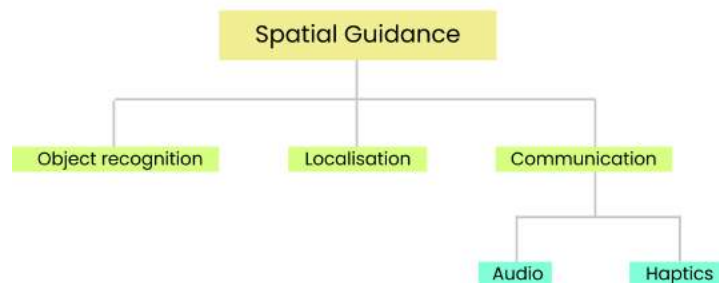 Spatial Guidance
Object recognition
Localisation
Communication
Audio
Haptics